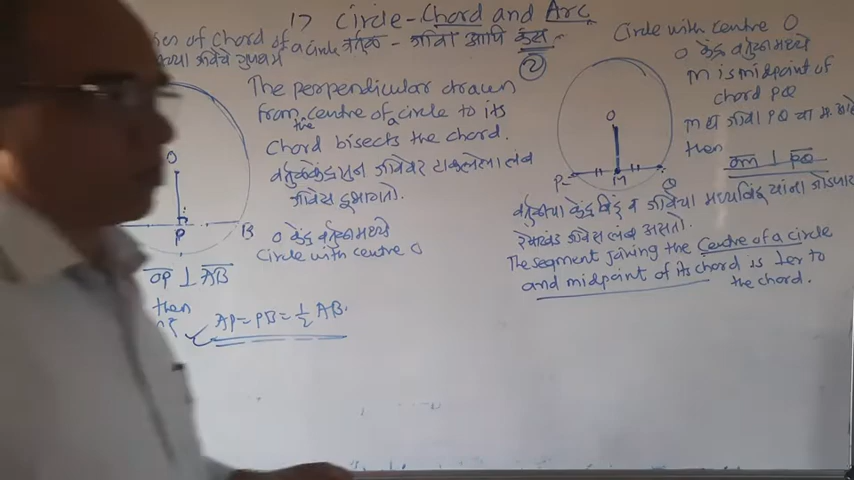 17 Circle-Chord and Arc
of chord of a circle वर्तुळ - जीवा आणि कंस
जीवेचे गुणधर्म
②
The perpendicular drawn
from the centre of a circle to its
Chord bisects the chord.
वर्तुळकेंद्रातून जीवेवर टाकलेला लंब
जीवेस दुभागतो.
O केंद्र वर्तुळामध्ये
Circle with centre O
O
P
B
OP ⊥ AB
then
AP = PB = 1/2 AB.
Circle with centre O
O केंद्र वर्तुळामध्ये
m is midpoint of
chord PQ
m हा जीवा PQ चा म.
then
om ⊥ PQ
O
P
M
Q
वर्तुळाचा केंद्रबिंदू व जीवेचा मध्यबिंदू यांना जोडणारा
रेषाखंड जीवेस लंब असतो.
The segment joining the Centre of a circle
and midpoint of its chord is ⊥er to
the chord.